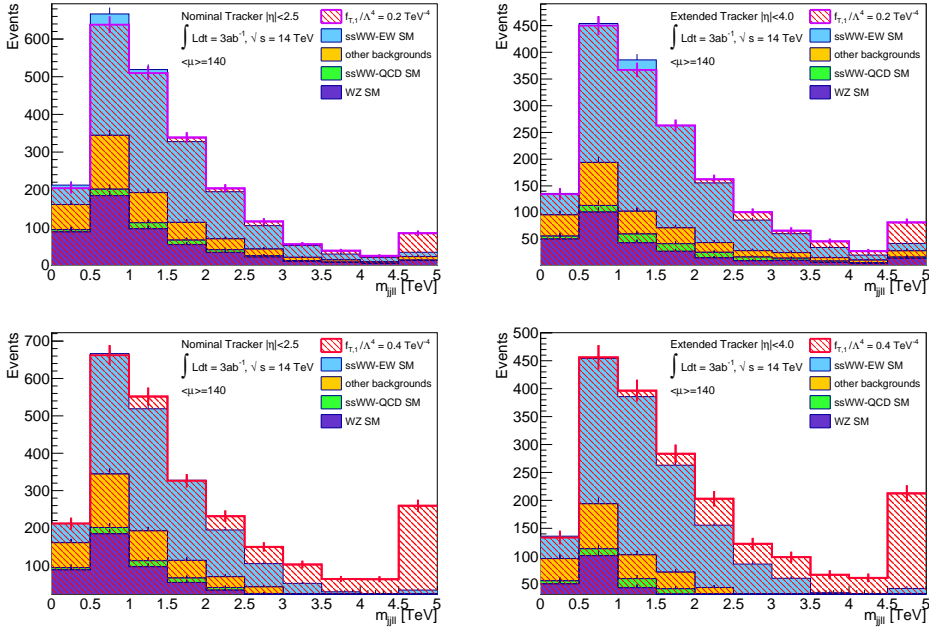 Events
600
500
400
300
200
100
0
0 0.5 1 1.5 2 2.5 3 3.5 4 4.5 5
m_jjll [TeV]
Nominal Tracker |η|<2.5
∫ Ldt = 3ab⁻¹, √ s = 14 TeV
<μ>=140
f_T,1/Λ⁴ = 0.2 TeV⁻⁴
ssWW-EW SM
other backgrounds
ssWW-QCD SM
WZ SM
Events
450
400
350
300
250
200
150
100
50
0 0.5 1 1.5 2 2.5 3 3.5 4 4.5 5
m_jjll [TeV]
Extended Tracker |η|<4.0
∫ Ldt = 3ab⁻¹, √ s = 14 TeV
<μ>=140
f_T,1/Λ⁴ = 0.2 TeV⁻⁴
ssWW-EW SM
other backgrounds
ssWW-QCD SM
WZ SM
Events
700
600
500
400
300
200
100
0 0.5 1 1.5 2 2.5 3 3.5 4 4.5 5
m_jjll [TeV]
Nominal Tracker |η|<2.5
∫ Ldt = 3ab⁻¹, √ s = 14 TeV
<μ>=140
f_T,1/Λ⁴ = 0.4 TeV⁻⁴
ssWW-EW SM
other backgrounds
ssWW-QCD SM
WZ SM
Events
500
450
400
350
300
250
200
150
100
50
0 0.5 1 1.5 2 2.5 3 3.5 4 4.5 5
m_jjll [TeV]
Extended Tracker |η|<4.0
∫ Ldt = 3ab⁻¹, √ s = 14 TeV
<μ>=140
f_T,1/Λ⁴ = 0.4 TeV⁻⁴
ssWW-EW SM
other backgrounds
ssWW-QCD SM
WZ SM